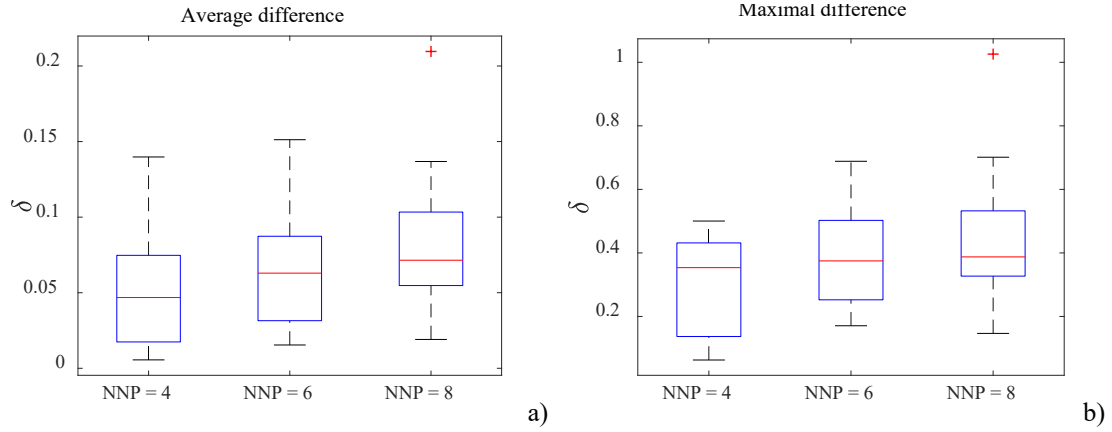 Average difference
0.2
0.15
0.1
0.05
0
δ
NNP = 4 NNP = 6 NNP = 8
a)
Maximal difference
1
0.8
0.6
0.4
0.2
δ
NNP = 4 NNP = 6 NNP = 8
b)